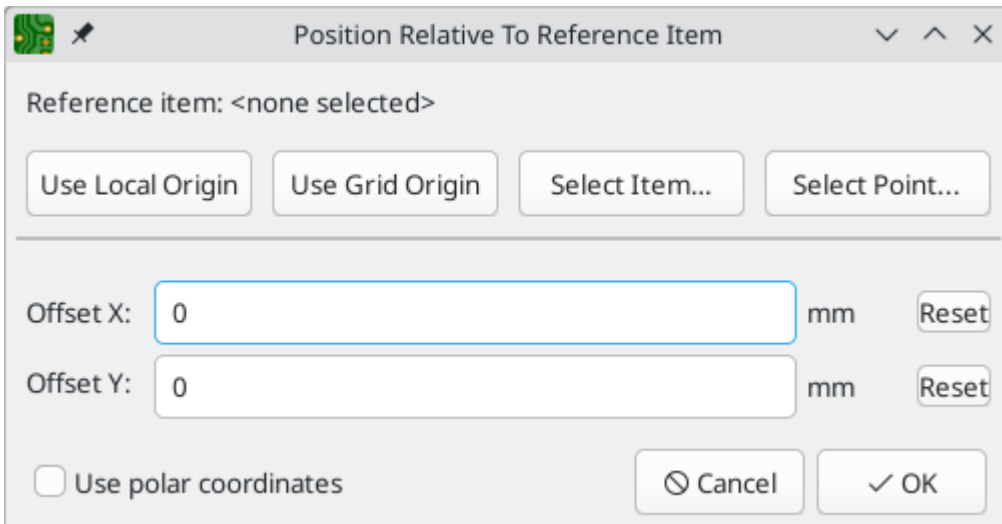 Position Relative To Reference Item
Reference item: <none selected>
Use Local Origin Use Grid Origin Select Item... Select Point...
Offset X: 0 mm Reset
Offset Y: 0 mm Reset
Use polar coordinates Cancel OK